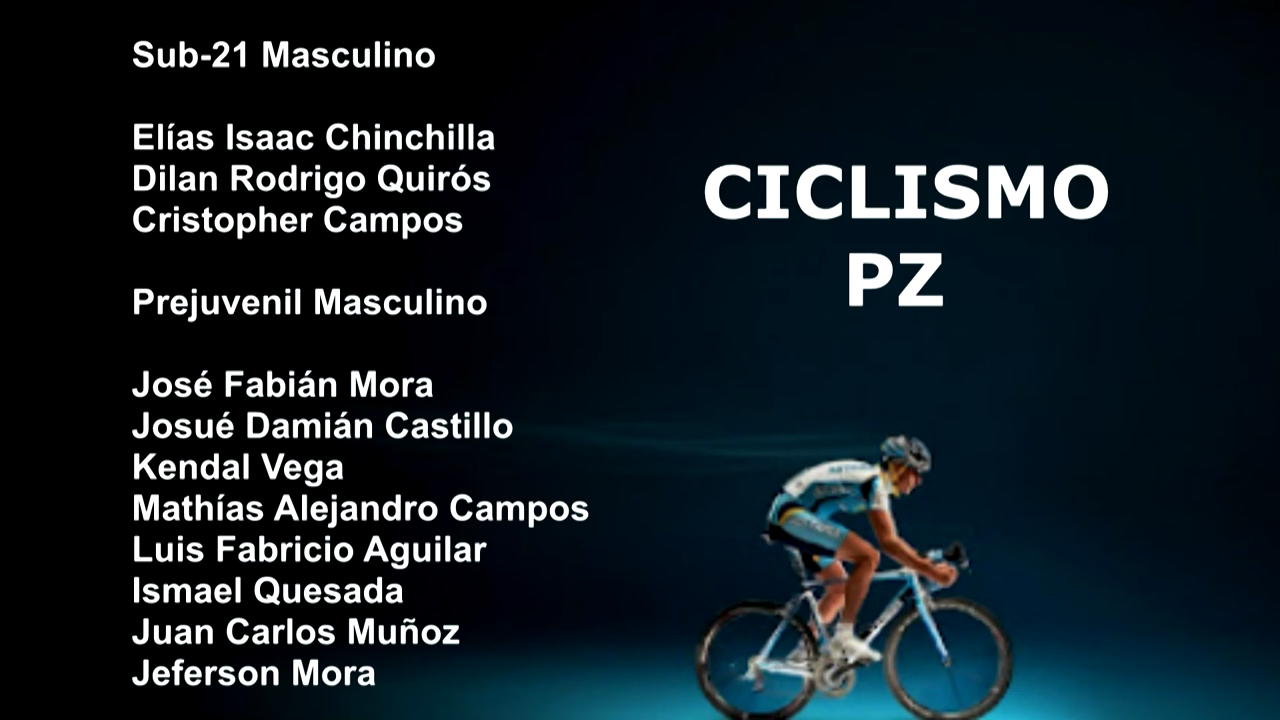 Sub-21 Masculino
Elías Isaac Chinchilla
Dilan Rodrigo Quirós
Cristopher Campos
Prejuvenil Masculino
José Fabián Mora
Josué Damián Castillo
Kendal Vega
Mathías Alejandro Campos
Luis Fabricio Aguilar
Ismael Quesada
Juan Carlos Muñoz
Jeferson Mora
CICLISMO
PZ